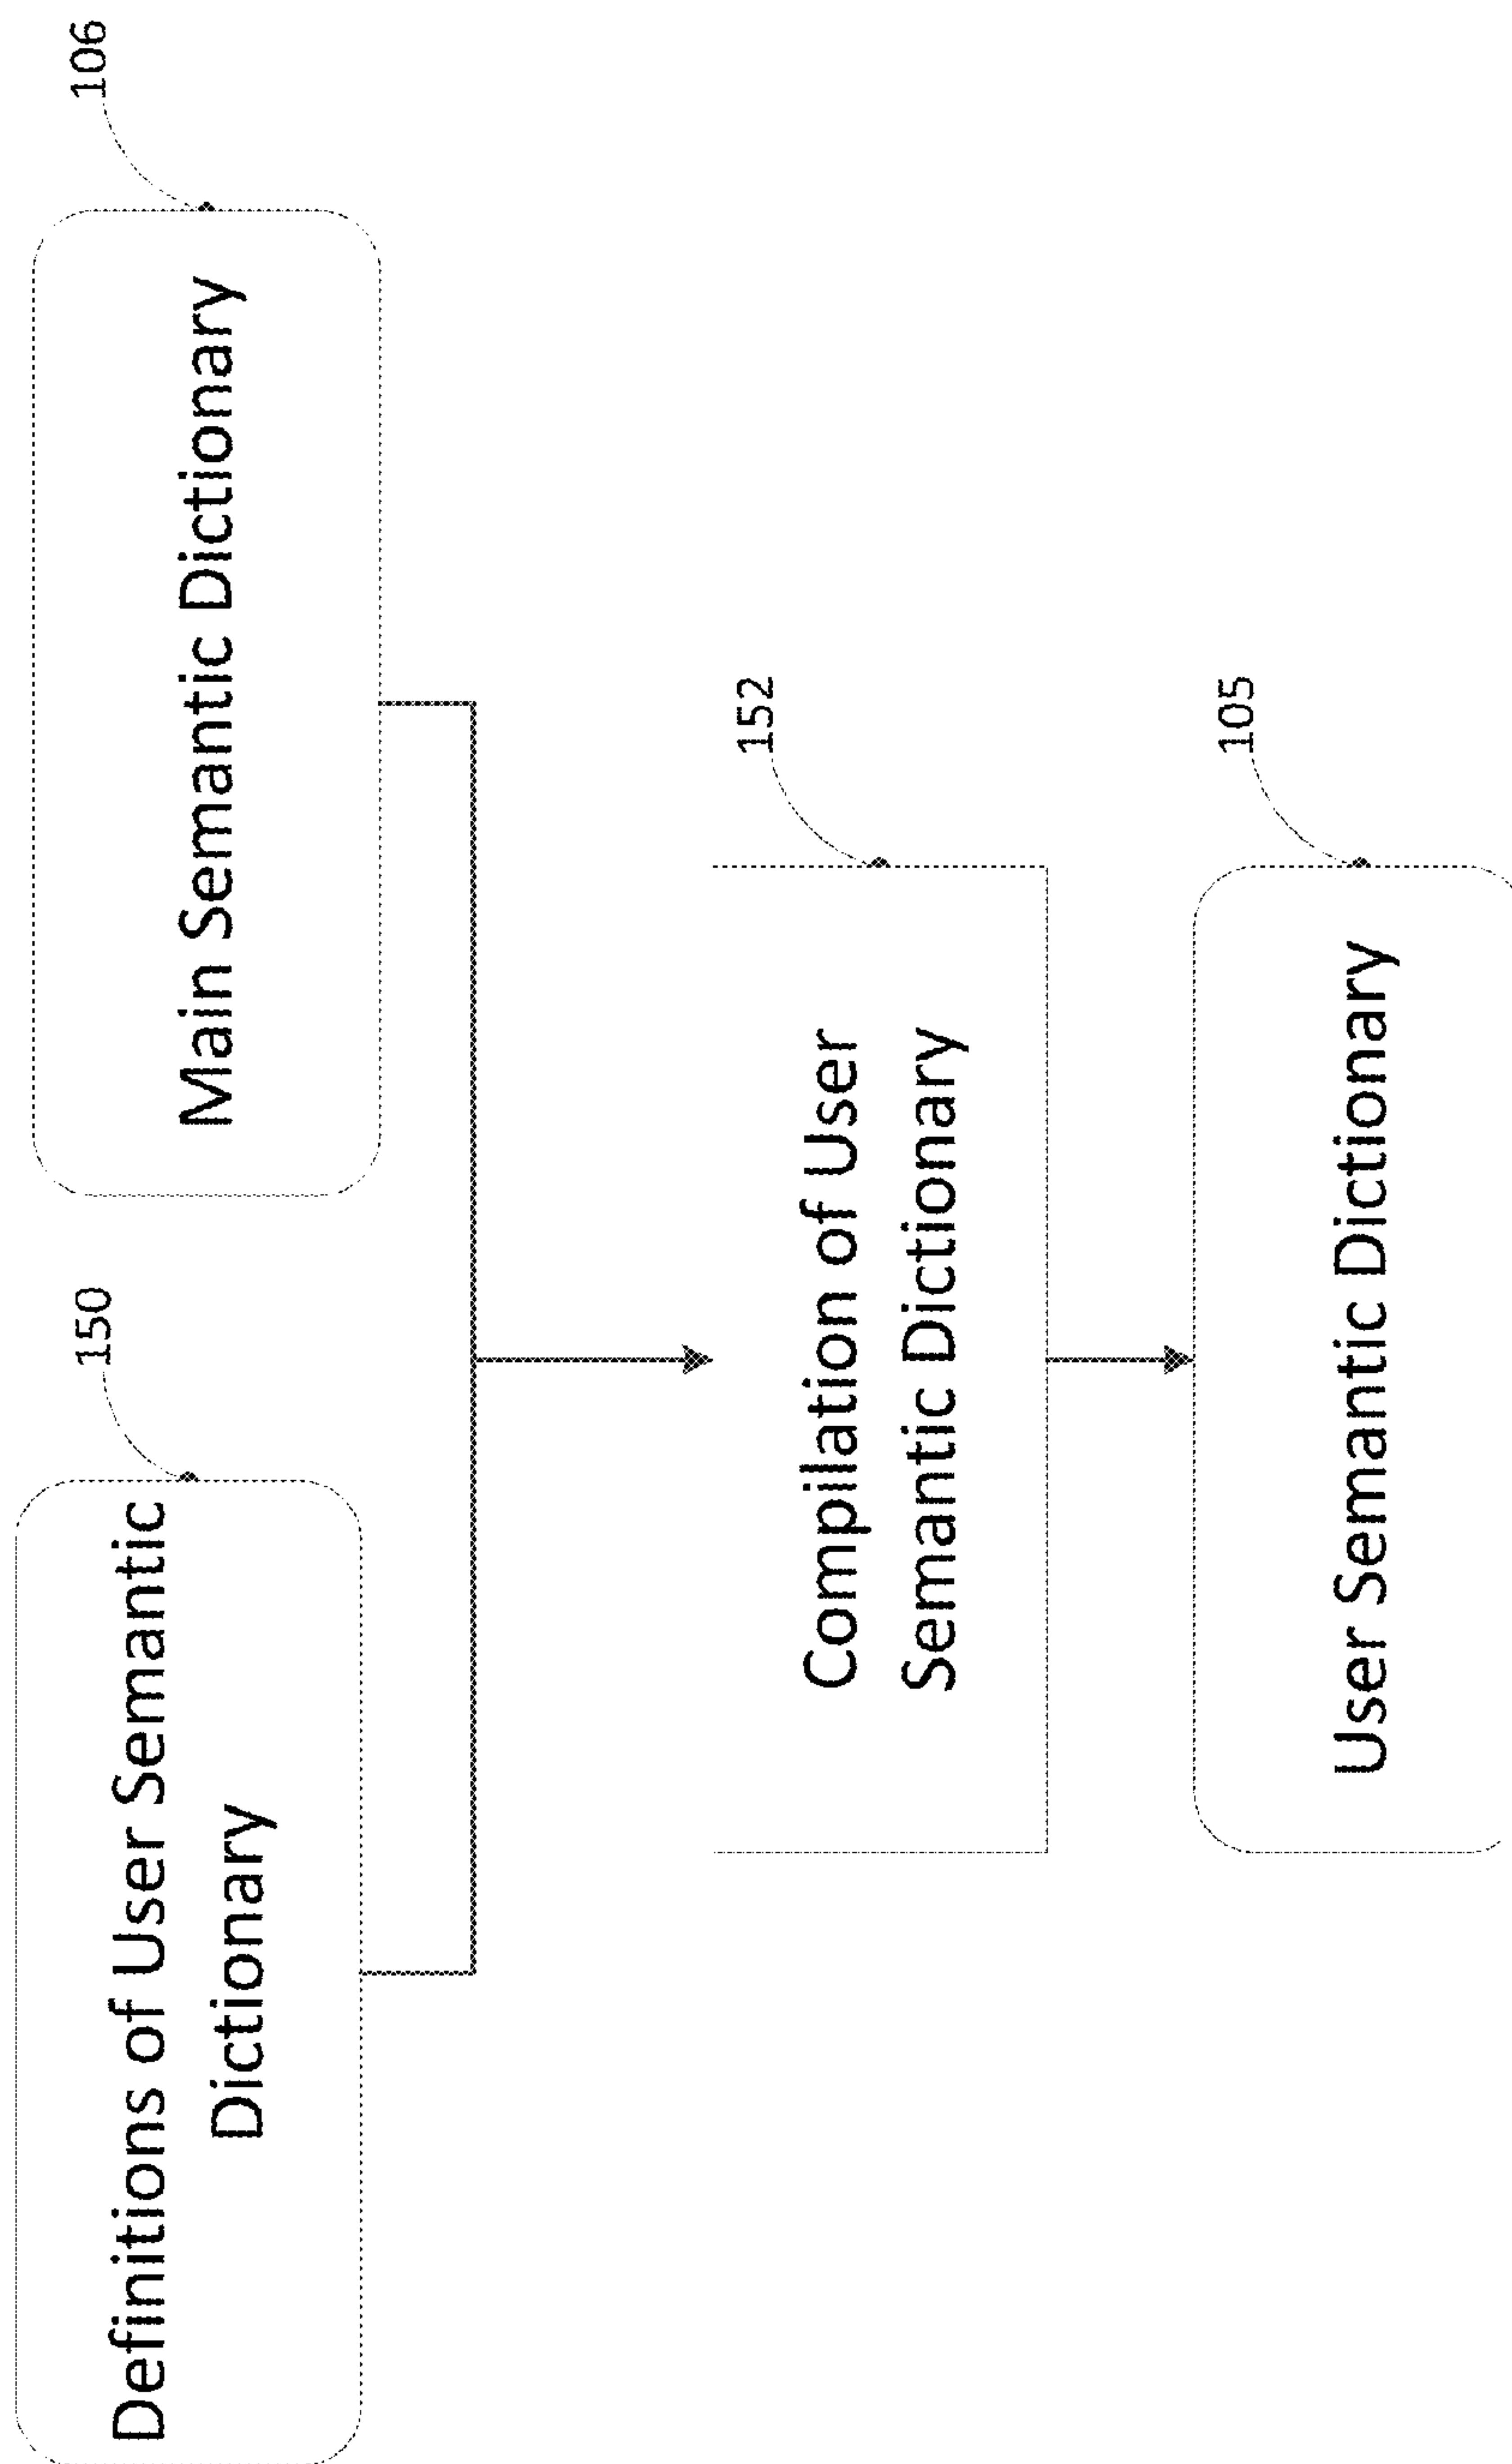 150
Definitions of User Semantic
Dictionary
106
Main Semantic Dictionary
152
Compilation of User
Semantic Dictionary
105
User Semantic Dictionary